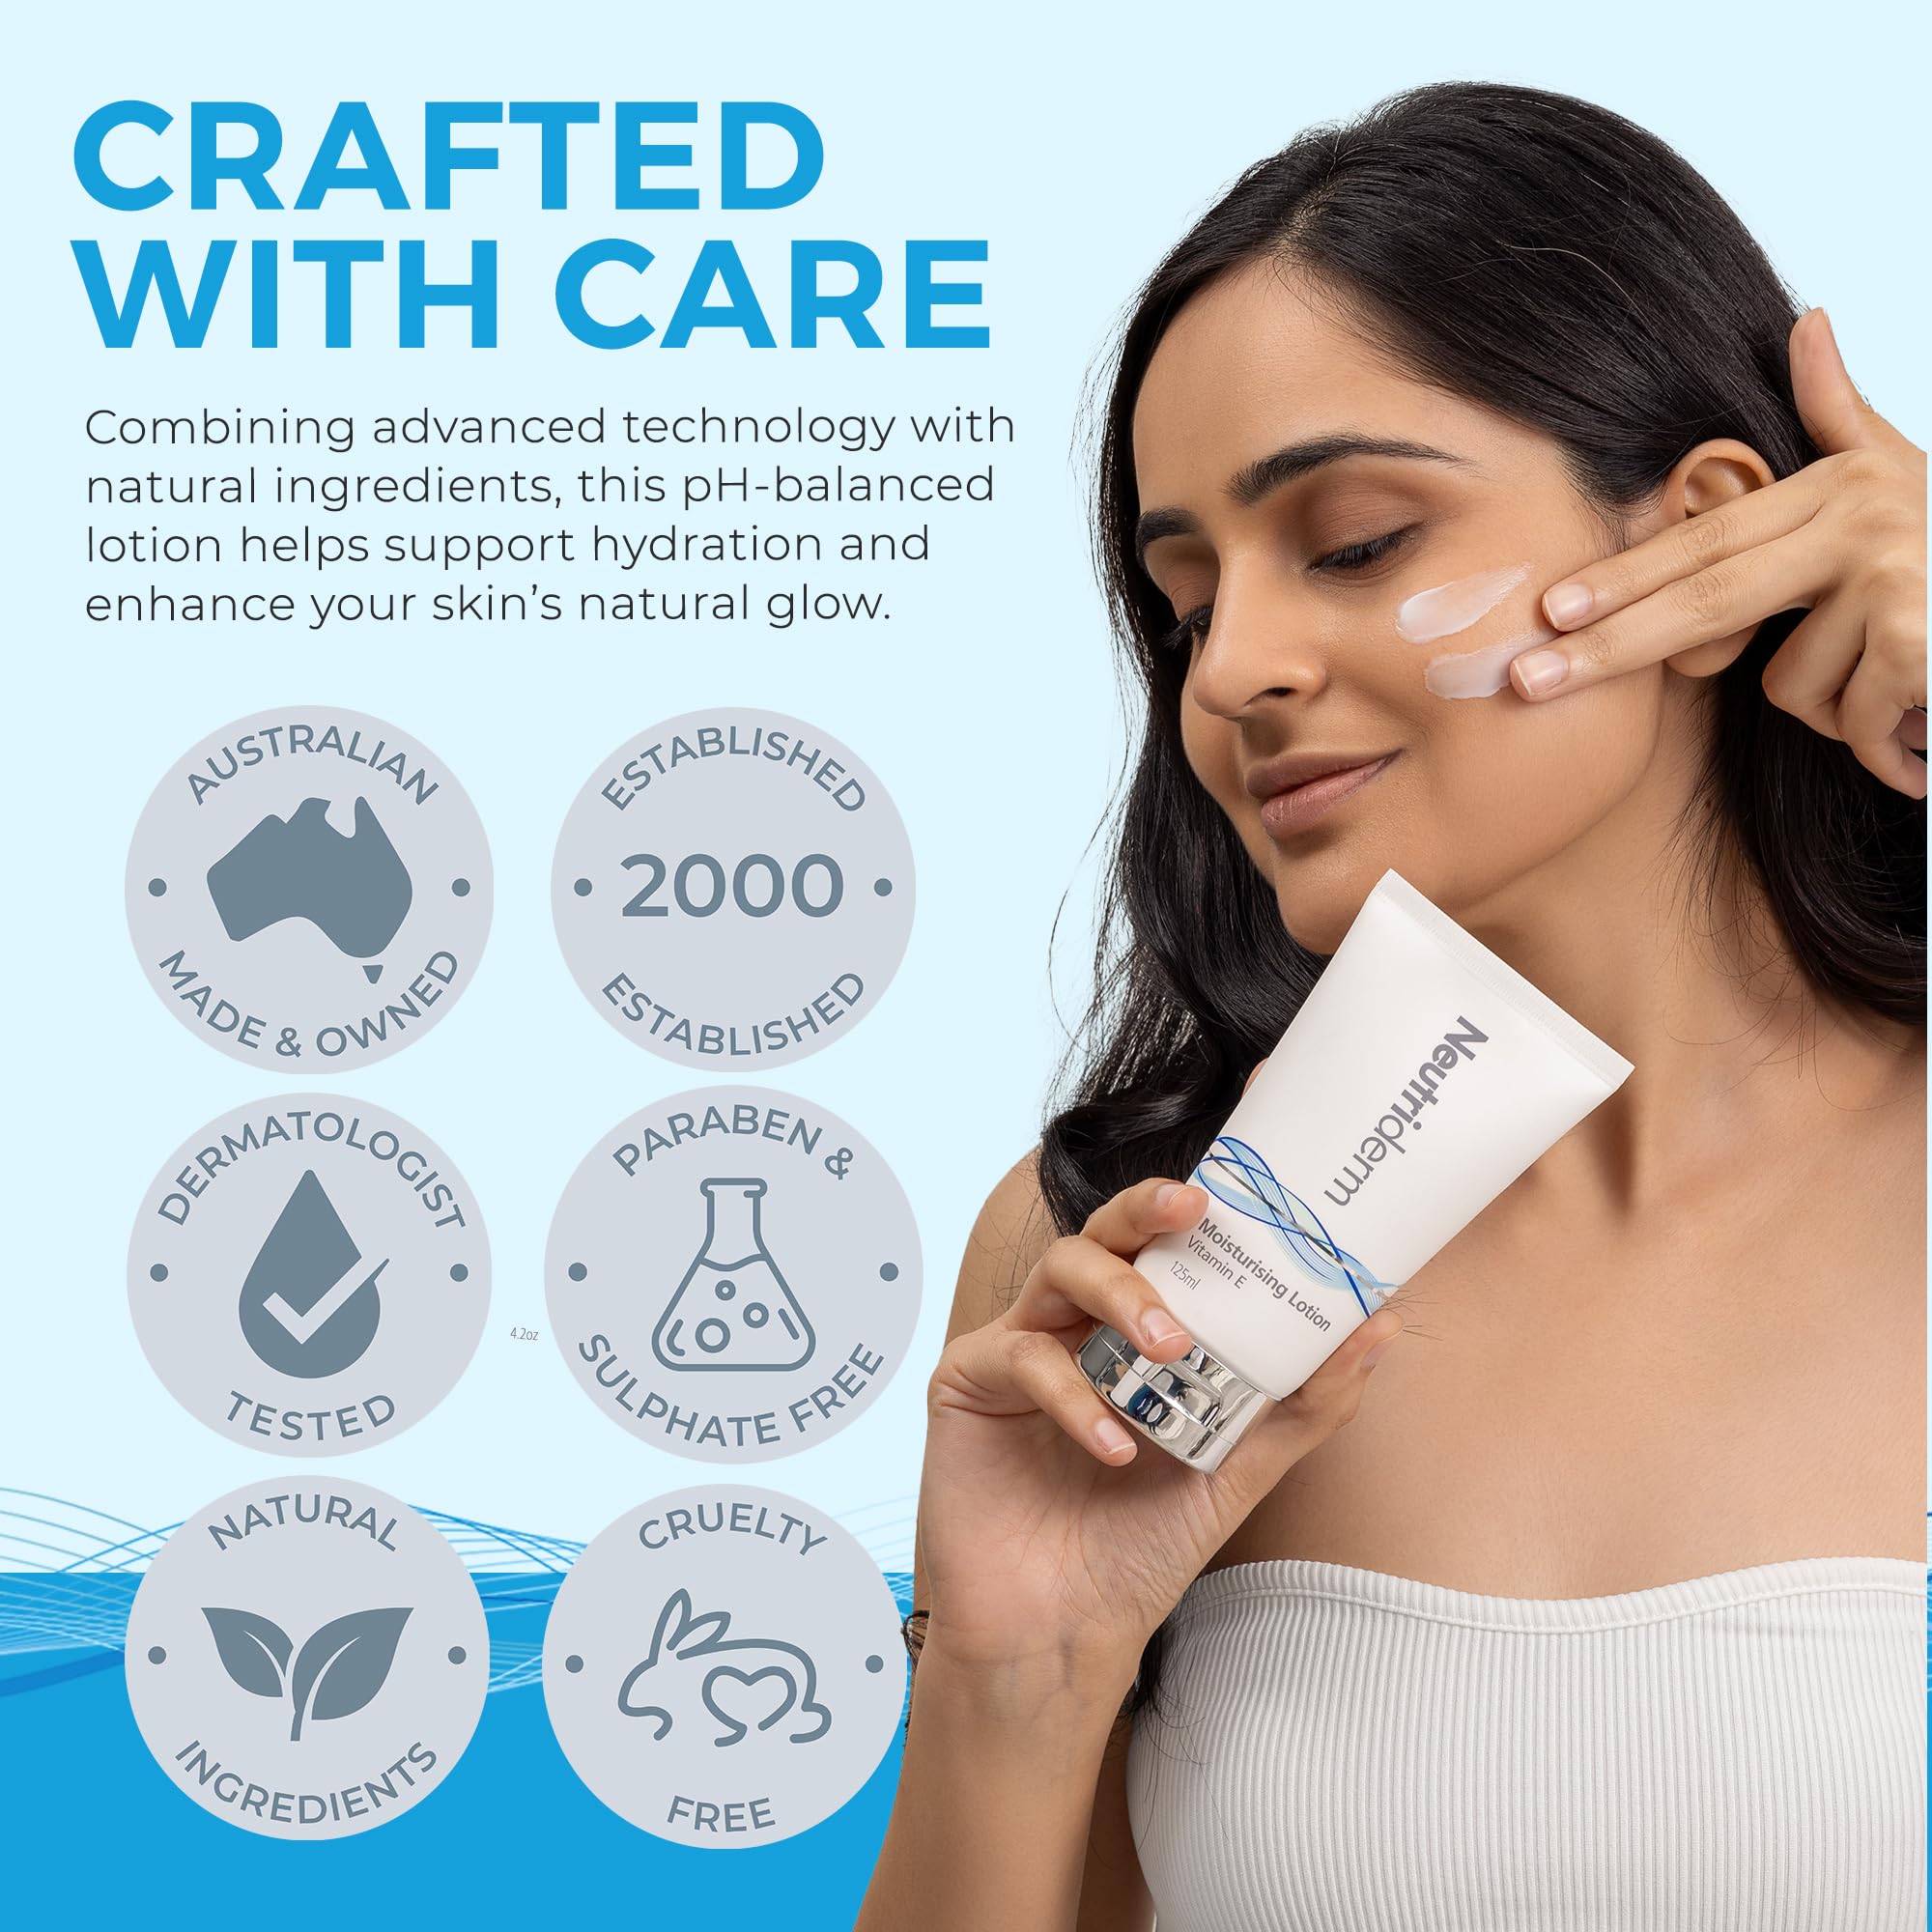 CRAFTED
WITH CARE
Combining advanced technology with
natural ingredients, this pH-balanced
lotion helps support hydration and
enhance your skin’s natural glow.
AUSTRALIAN
MADE & OWNED
ESTABLISHED
2000
ESTABLISHED
DERMATOLOGIST
TESTED
4.2oz
PARABEN &
SULPHATE FREE
NATURAL
INGREDIENTS
CRUELTY
FREE
Neutriderm
Moisturising Lotion
Vitamin E
125ml